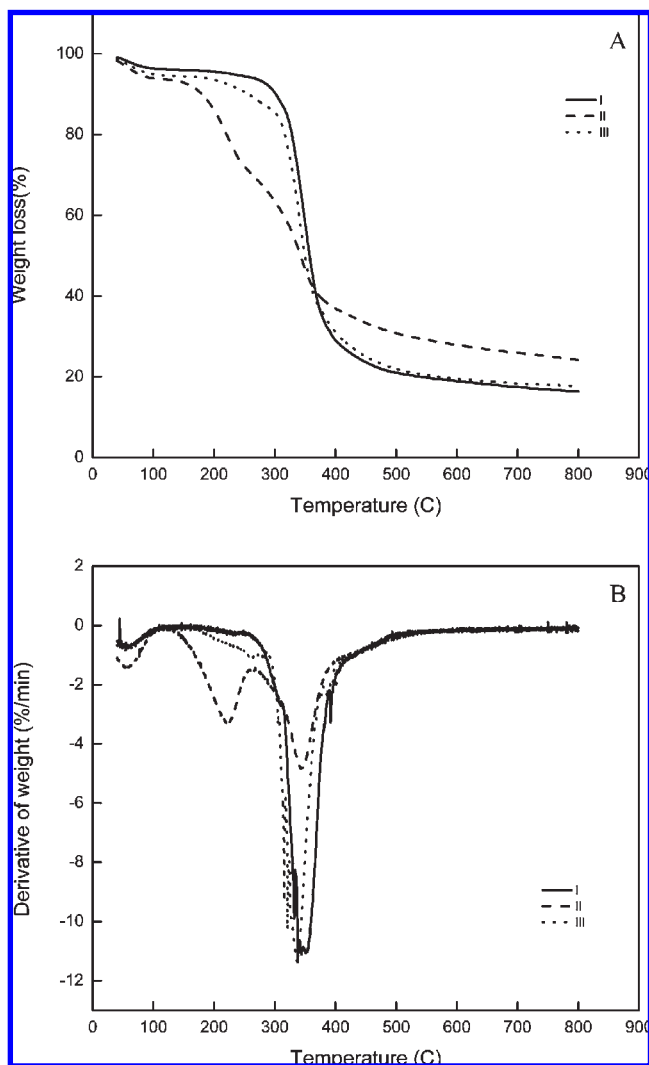 A
100
80
60
40
20
0
Weight loss(%)
I
II
III
0 100 200 300 400 500 600 700 800 900
Temperature (C)
B
2
0
-2
-4
-6
-8
-10
-12
Derivative of weight (%/min)
I
II
III
0 100 200 300 400 500 600 700 800 900
Temperature (C)